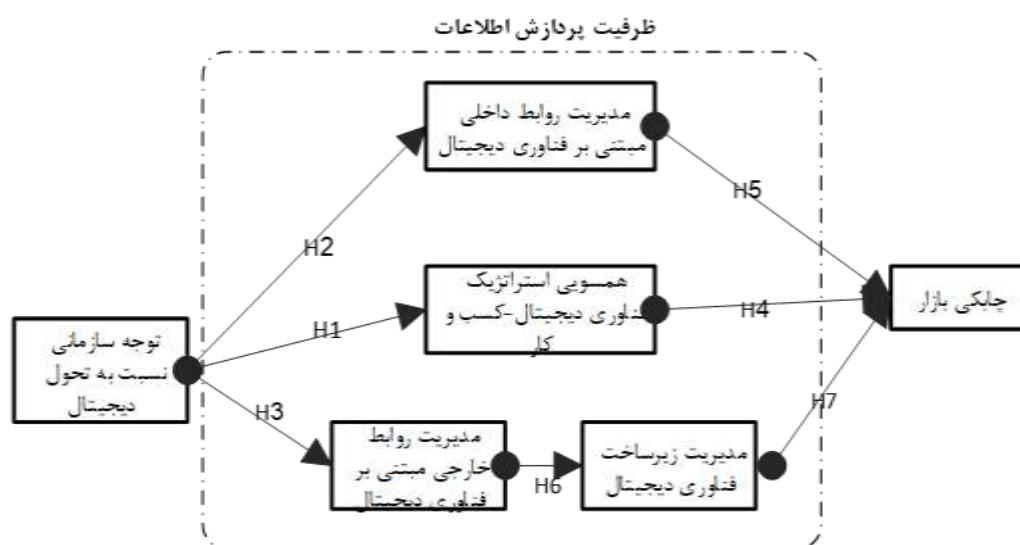 ظرفیت پردازش اطلاعات
مدیریت روابط داخلی
مبتنی بر فناوری دیجیتال
H5
H2
همسویی استراتژیک
فناوری دیجیتال-کسب و
کار
H4
چابکی بازار
H1
توجه سازمانی
نسبت به تحول
دیجیتال
H3
H7
مدیریت روابط
خارجی مبتنی بر
فناوری دیجیتال
H6
مدیریت زیرساخت
فناوری دیجیتال